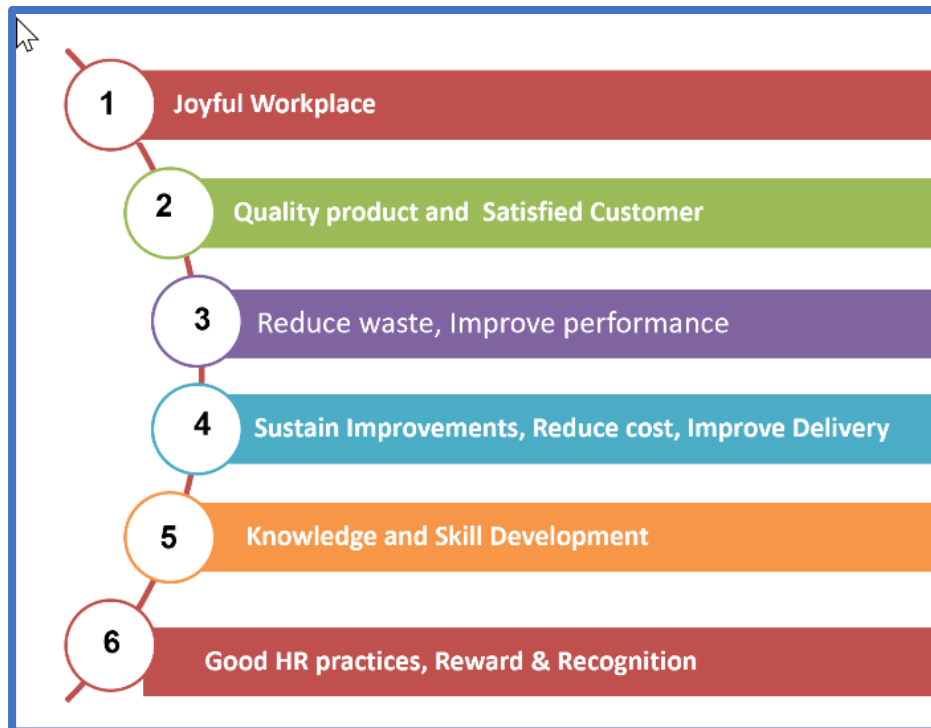 1 Joyful Workplace
2 Quality product and Satisfied Customer
3 Reduce waste, Improve performance
4 Sustain Improvements, Reduce cost, Improve Delivery
5 Knowledge and Skill Development
6 Good HR practices, Reward & Recognition